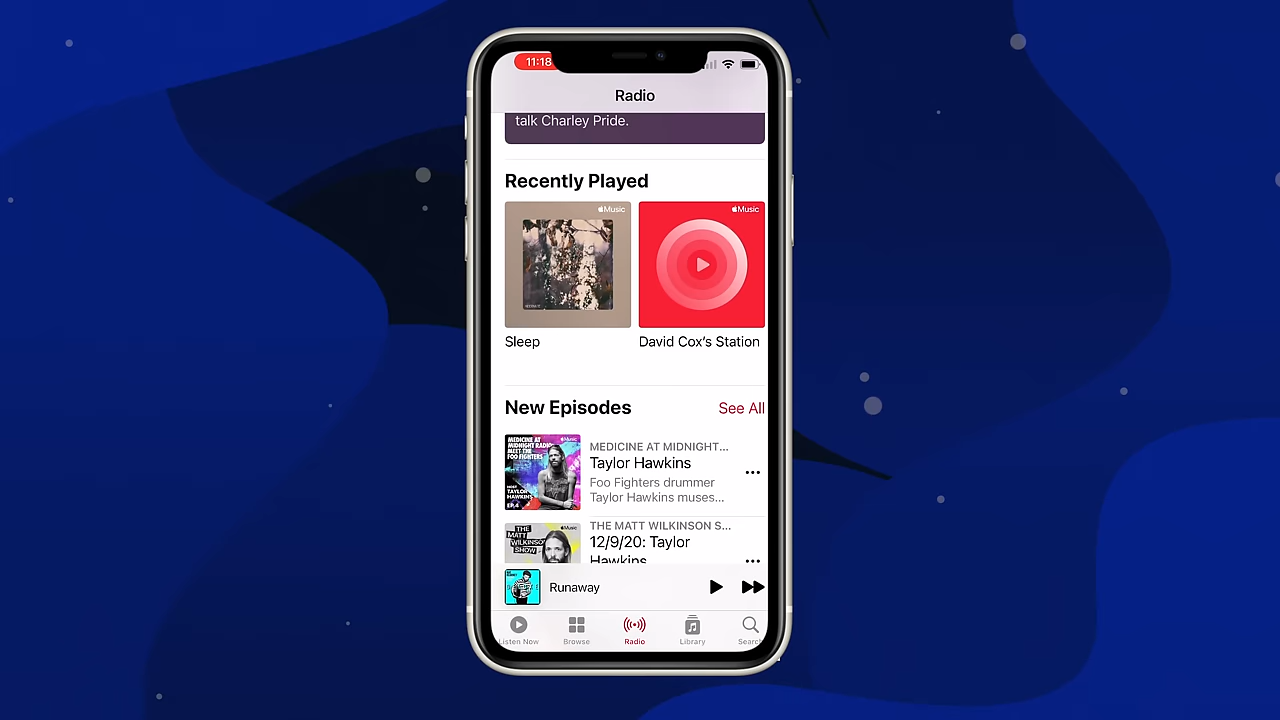 11:18
Radio
talk Charley Pride.
Recently Played
Music
Music
Sleep
David Cox's Station
New Episodes
See All
Music
MEDICINE AT
MIDNIGHT RADIO
MEET THE
FOO FIGHTERS
HOST
TAYLOR
HAWKINS
EP.4
MEDICINE AT MIDNIGHT...
Taylor Hawkins
Foo Fighters drummer
Taylor Hawkins muses...
Music
THE
MATT
WILKINSON
SHOW
THE MATT WILKINSON S...
12/9/20: Taylor
Hawkins
Runaway
Listen Now
Browse
Radio
Library
Search